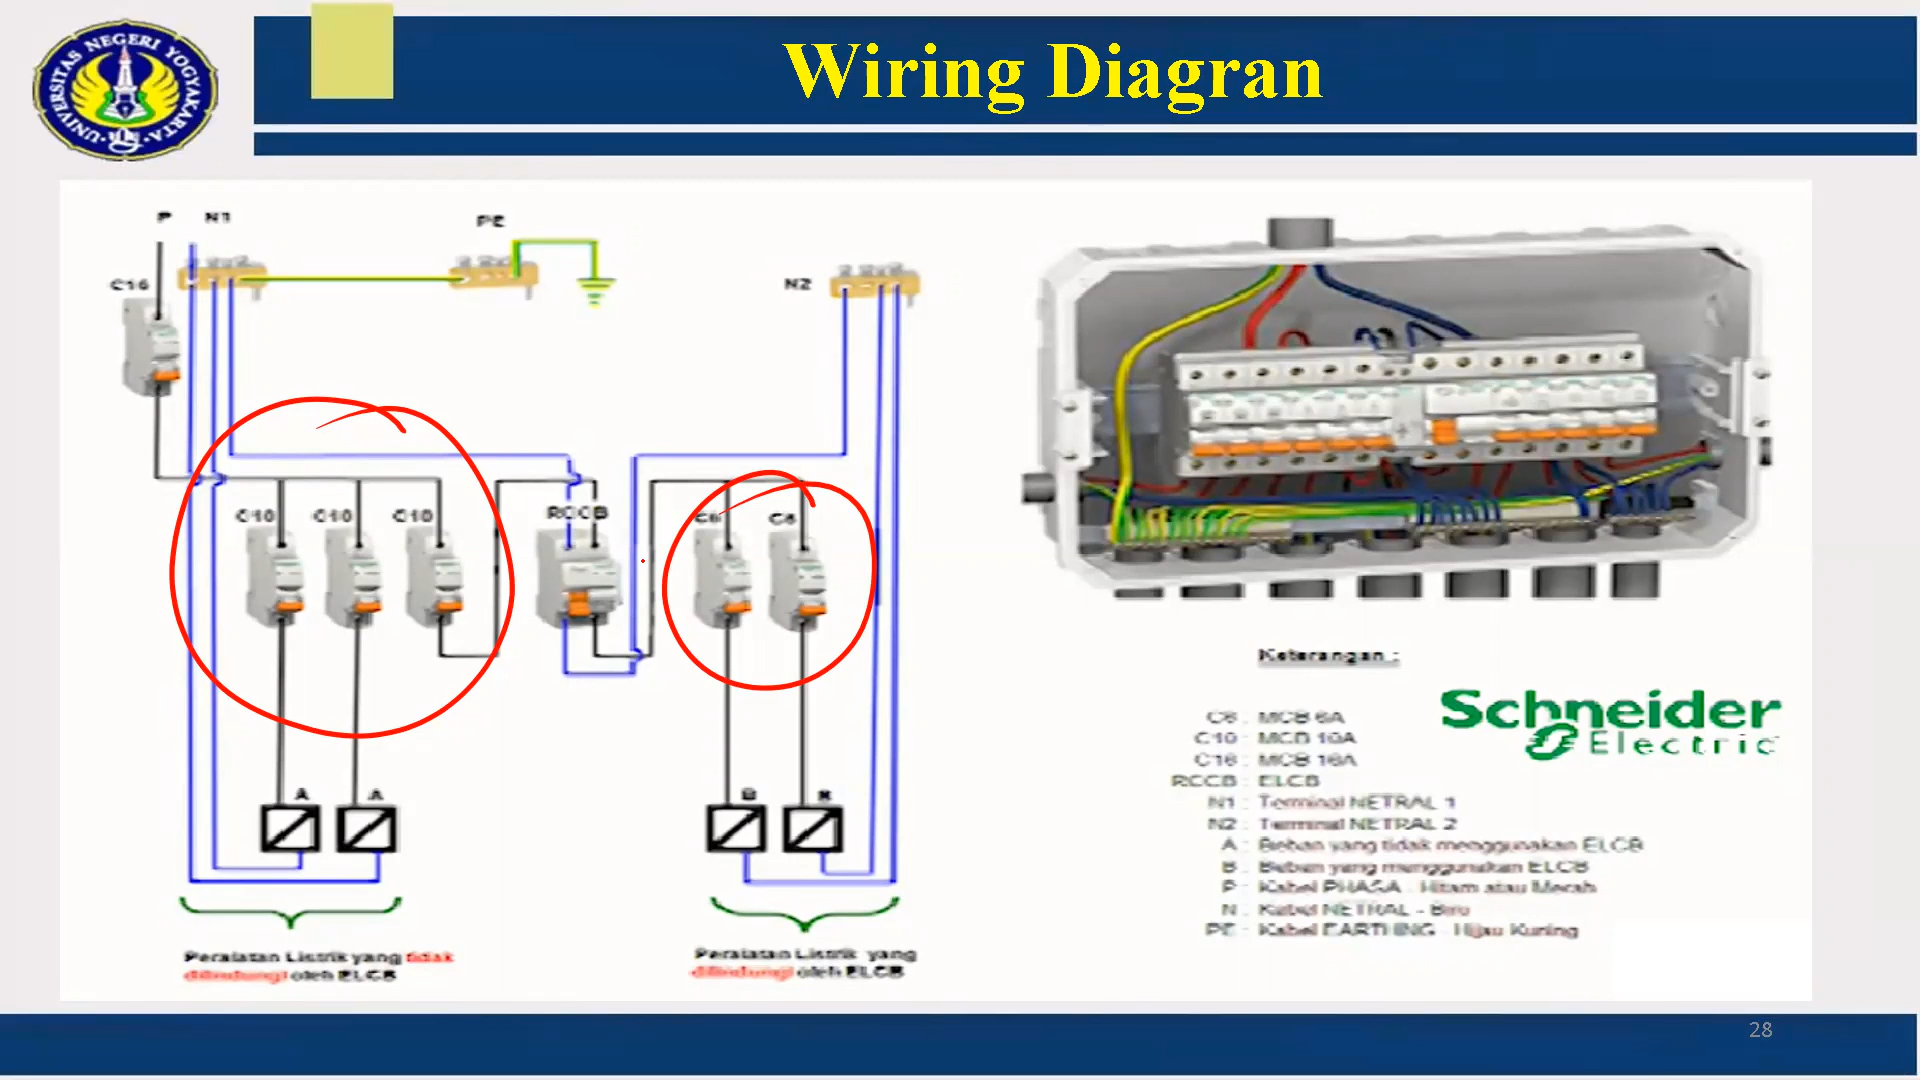 Wiring Diagran
UNIVERSITAS NEGERI YOGYAKARTA
P N1
PE
C16
N2
C10 C10 C10 RCCB C6 C6
A A B B
Peralatan Listrik yang tidak
dilindungi oleh ELCB
Peralatan Listrik yang
dilindungi oleh ELCB
Keterangan :
Schneider
Electric
C6 : MCB 6A
C10 : MCB 10A
C16 : MCB 16A
RCCB : ELCB
N1 : Terminal NETRAL 1
N2 : Terminal NETRAL 2
A : Beban yang tidak menggunakan ELCB
B : Beban yang menggunakan ELCB
P : Kabel PHASA - Hitam atau Merah
N : Kabel NETRAL - Biru
PE : Kabel EARTHING - Hijau Kuning
28